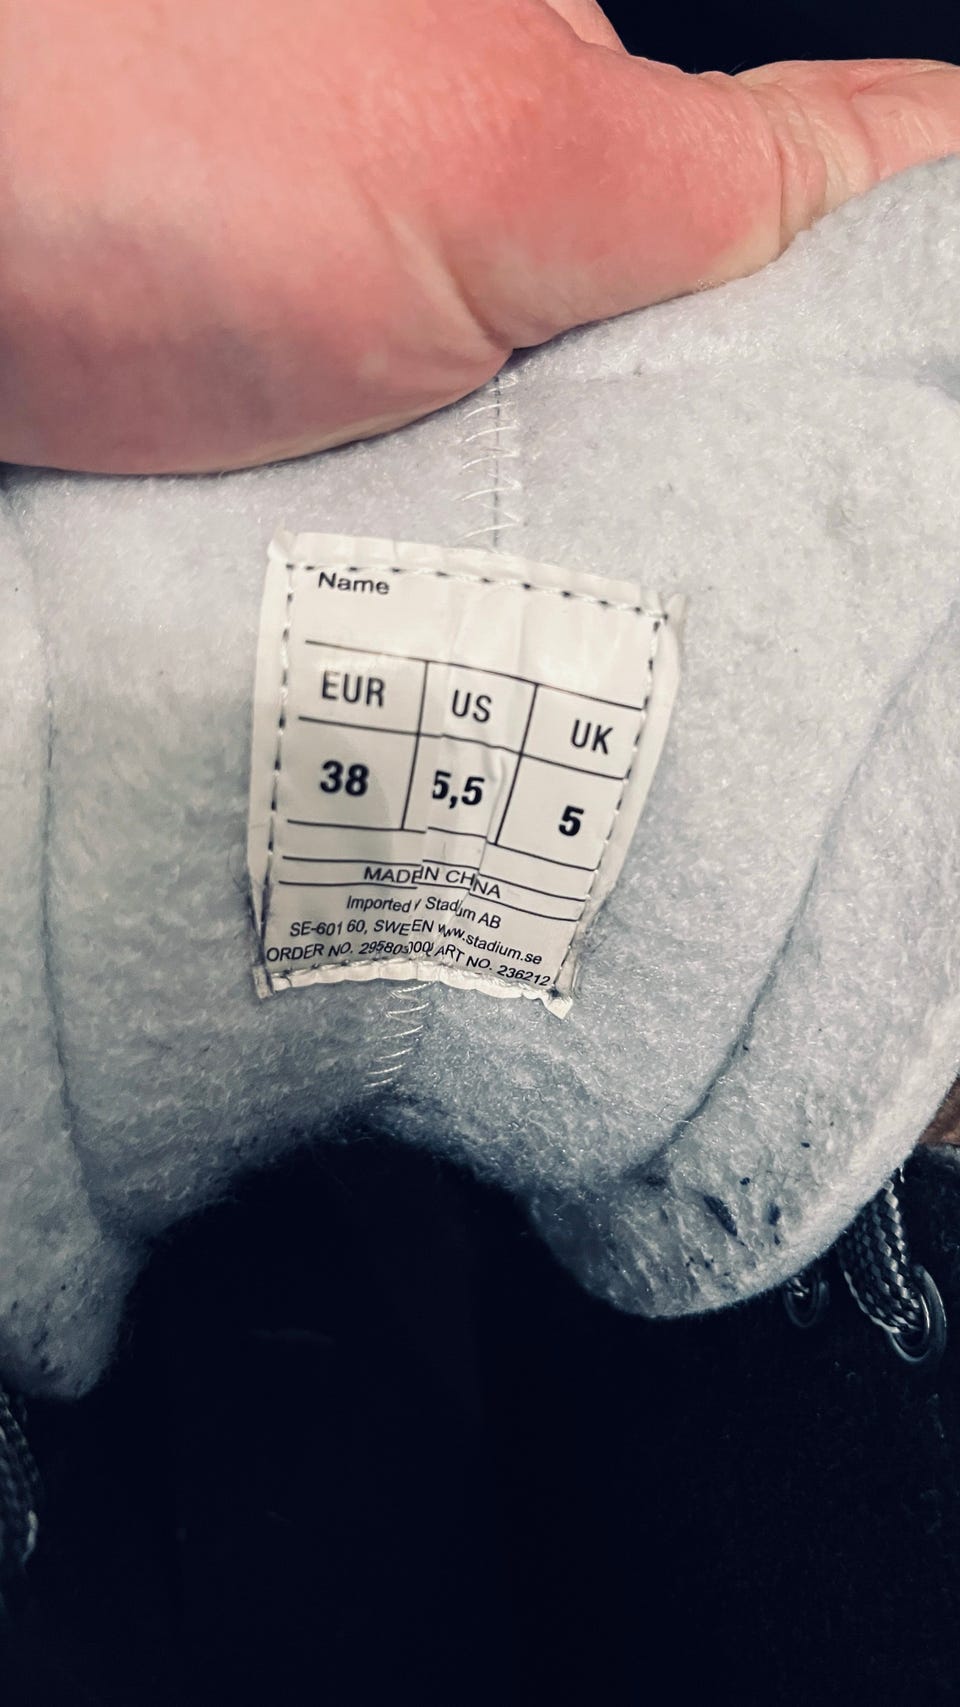 Name
EUR US UK
38 5,5 5
MADE IN CHINA
Imported Stadium AB
SE-601 60, SWEDEN www.stadium.se
ORDER NO. ART NO. 236212